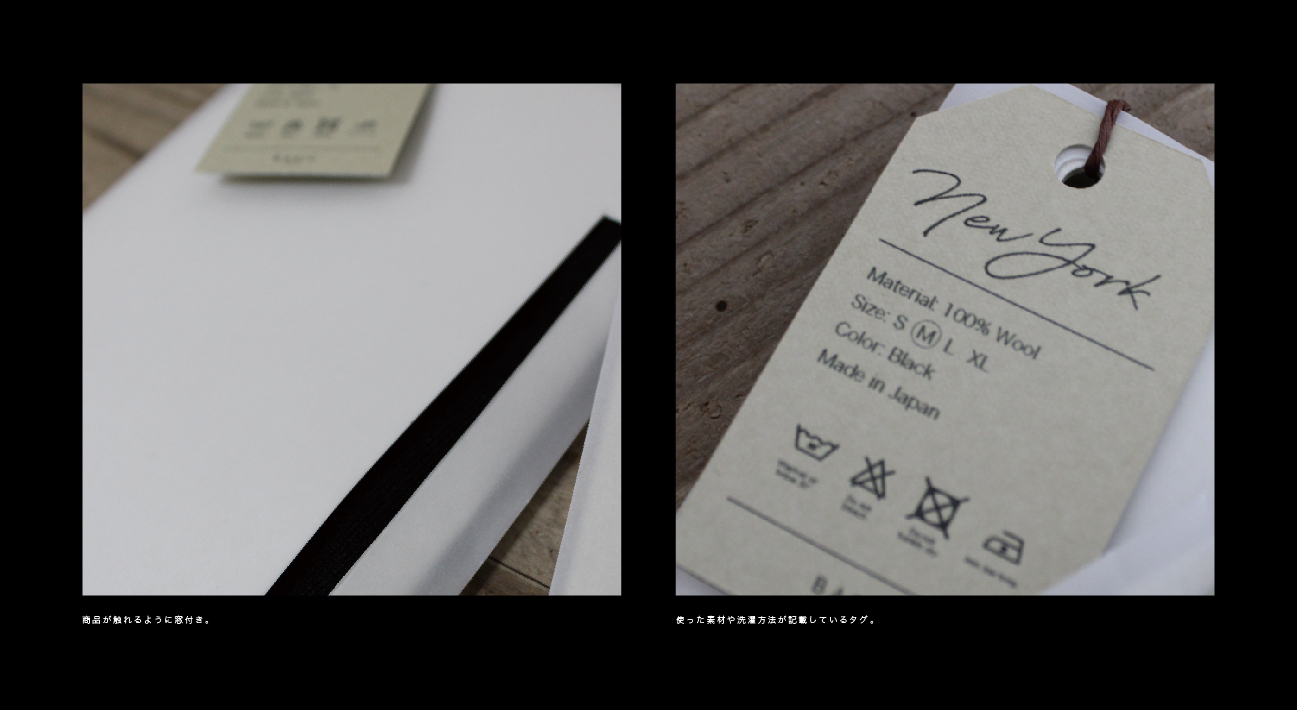 New York
Material: 100% Wool
Size: S M L XL
Color: Black
Made in Japan
商品が触れるように窓付き。
使った素材や洗濯方法が記載しているタグ。